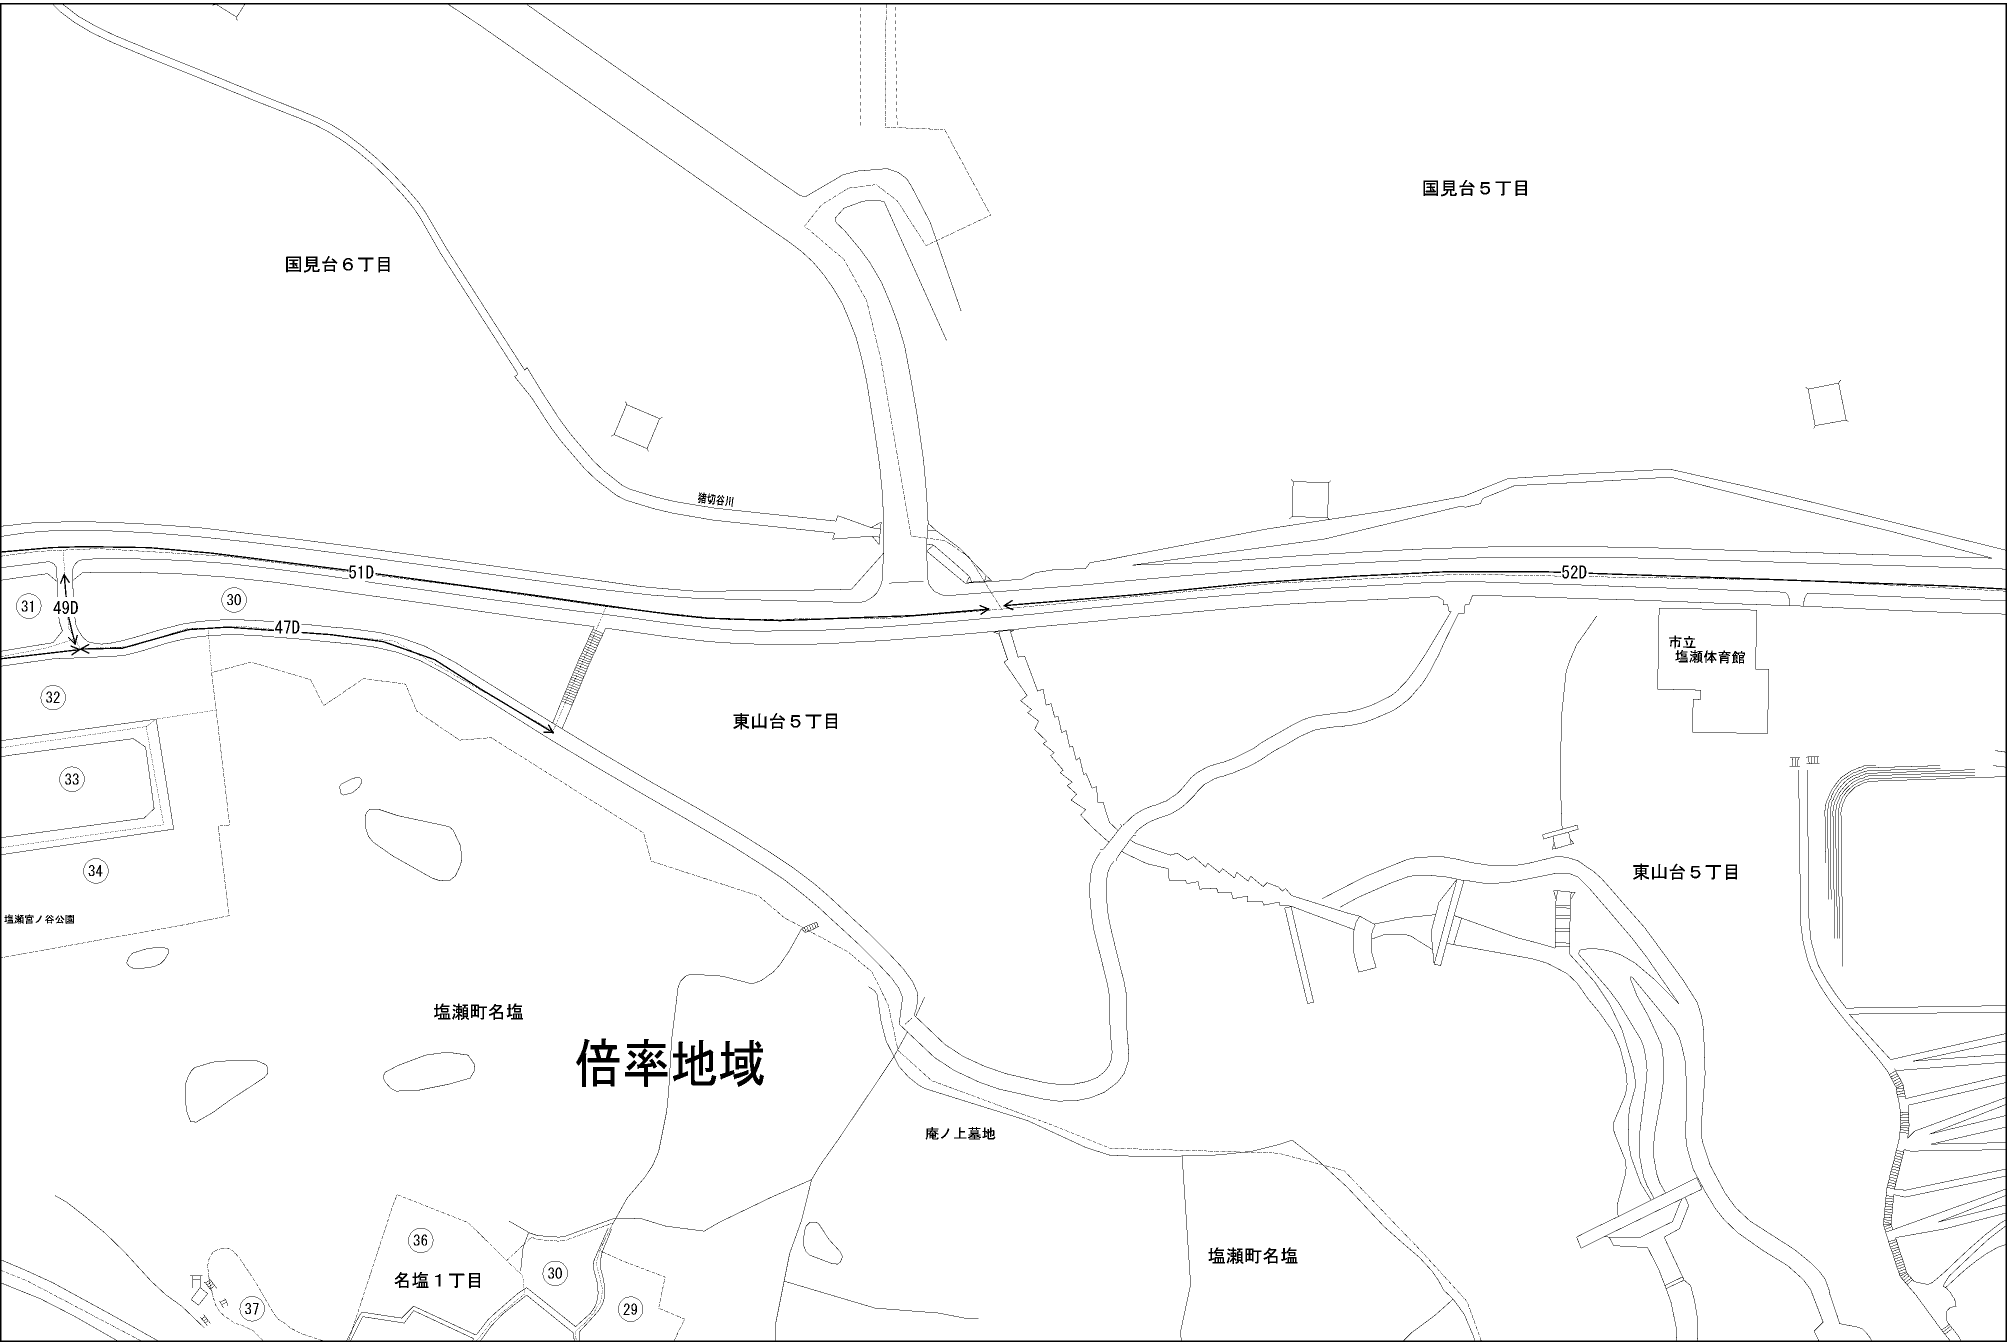 国見台５丁目
国見台６丁目
猪切谷川
51D
52D
31
49D
30
47D
市立
塩瀬体育館
32
東山台５丁目
33
34
東山台５丁目
塩瀬宮ノ谷公園
塩瀬町名塩
倍率地域
庵ノ上墓地
36
塩瀬町名塩
名塩１丁目
30
37
29